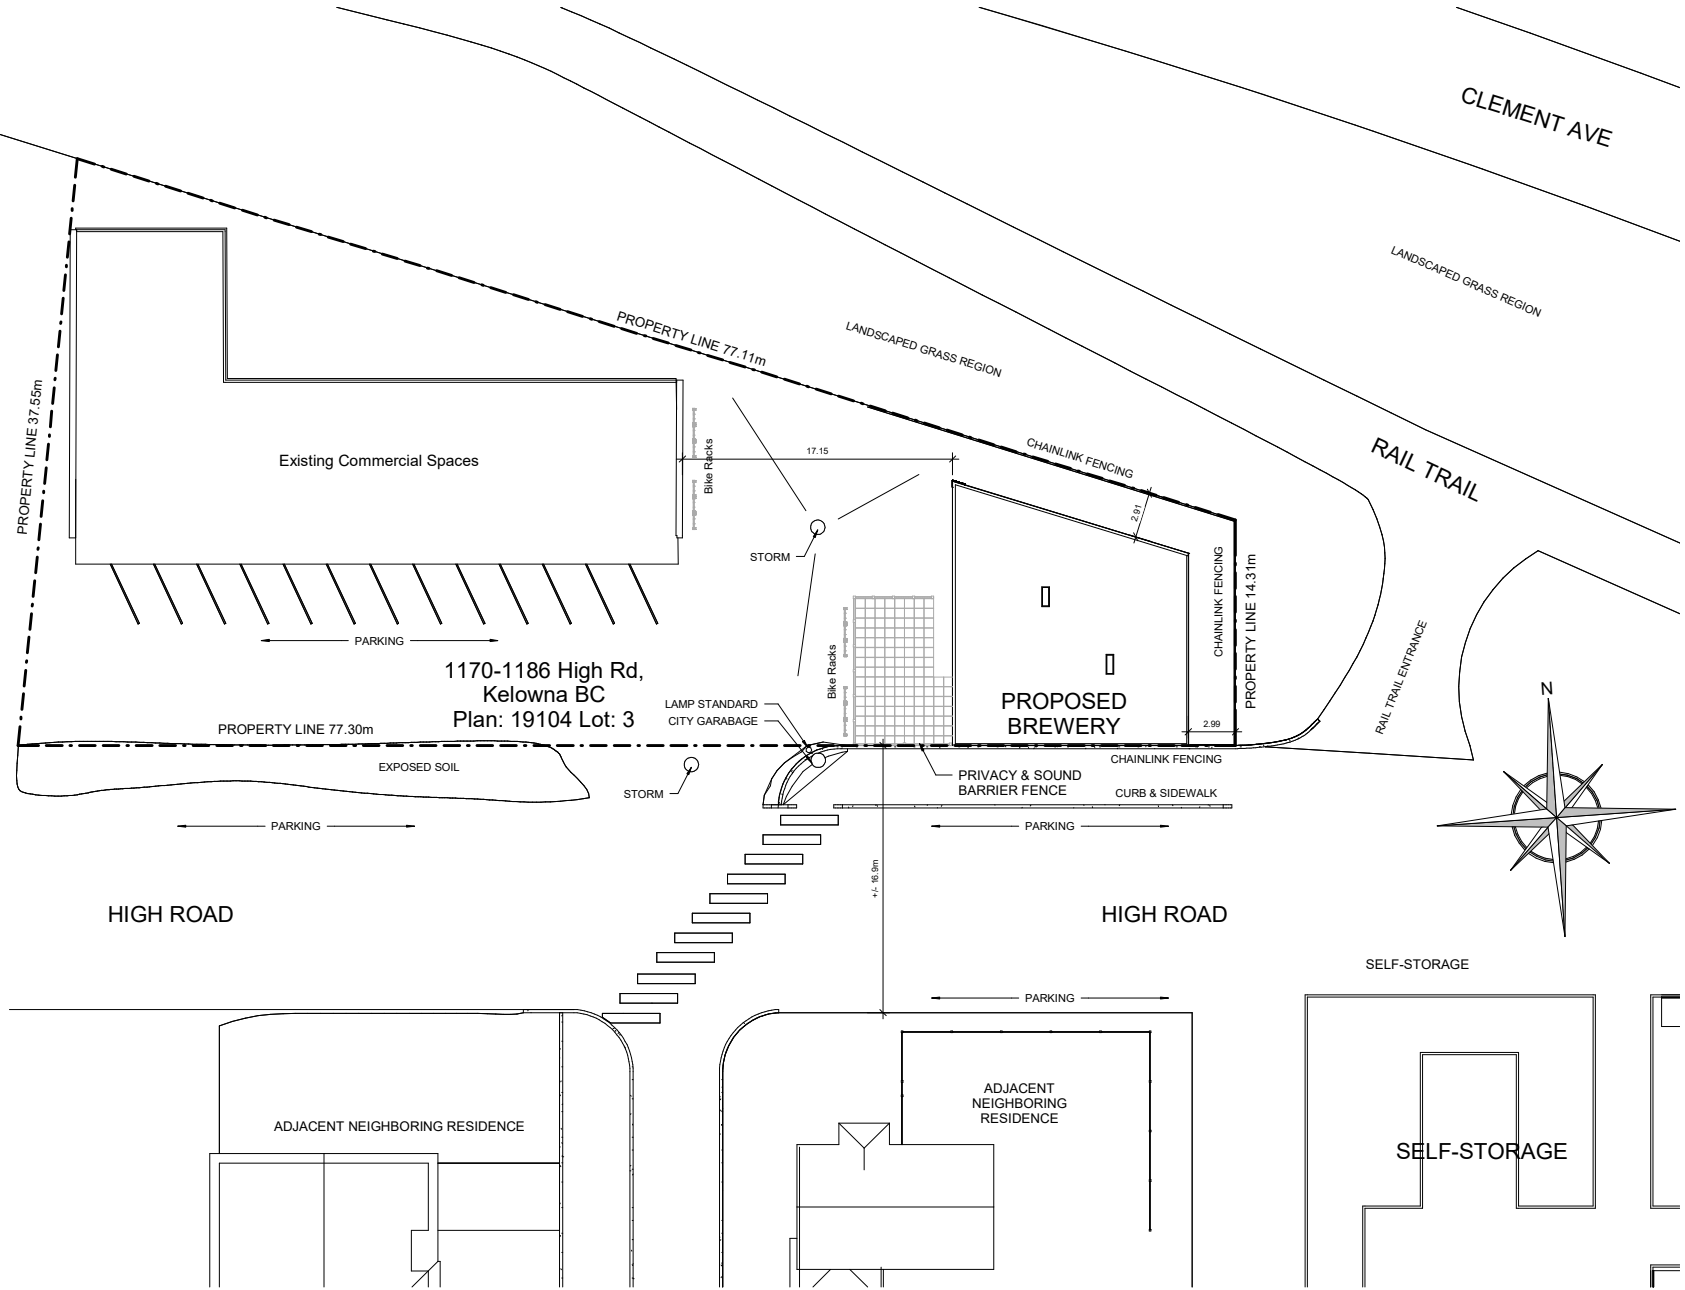 CLEMENT AVE
LANDSCAPED GRASS REGION
LANDSCAPED GRASS REGION
PROPERTY LINE 77.11m
PROPERTY LINE 37.55m
Existing Commercial Spaces
Bike Racks
17.15
CHAINLINK FENCING
RAIL TRAIL
2.91
STORM
CHAINLINK FENCING
PROPERTY LINE 14.31m
PARKING
1170-1186 High Rd,
Kelowna BC
Plan: 19104 Lot: 3
Bike Racks
RAIL TRAIL ENTRANCE
N
LAMP STANDARD
CITY GARABAGE
PROPOSED
BREWERY
2.99
PROPERTY LINE 77.30m
EXPOSED SOIL
CHAINLINK FENCING
PRIVACY & SOUND
BARRIER FENCE
CURB & SIDEWALK
STORM
PARKING
PARKING
+/- 16.9m
HIGH ROAD
HIGH ROAD
SELF-STORAGE
PARKING
ADJACENT
NEIGHBORING
RESIDENCE
ADJACENT NEIGHBORING RESIDENCE
SELF-STORAGE